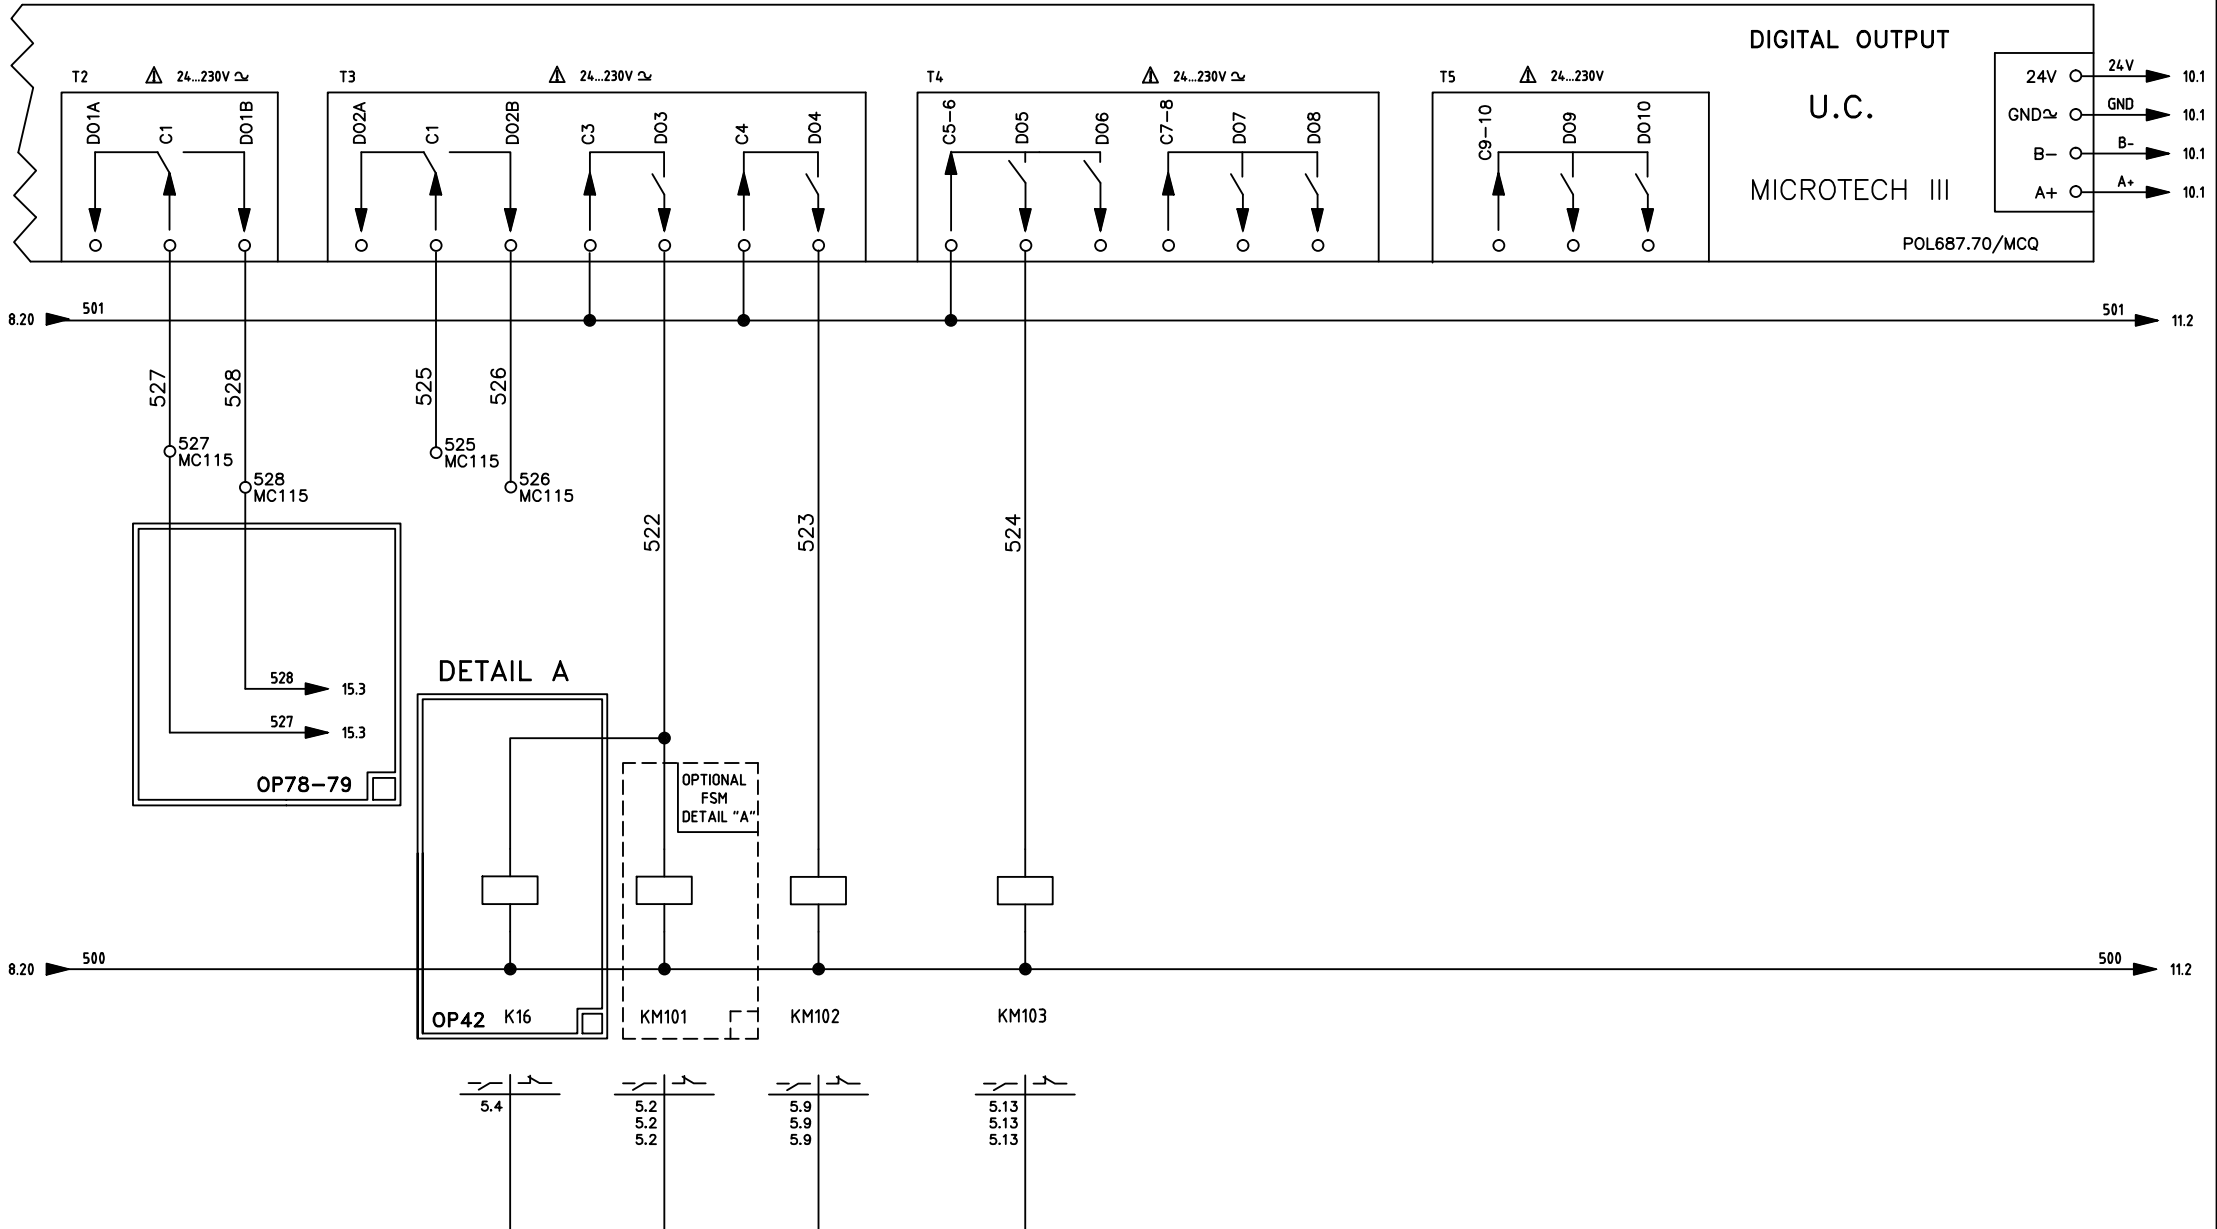 DIGITAL OUTPUT
U.C.
MICROTECH III
POL687.70/MCQ
T2
24...230V
DO1A
C1
DO1B
T3
24...230V
DO2A
C1
DO2B
C3
DO3
C4
DO4
T4
24...230V
C5-6
DO5
DO6
C7-8
DO7
DO8
T5
24...230V
C9-10
DO9
DO10
24V
24V
10.1
GND
GND
10.1
B-
B-
10.1
A+
A+
10.1
8.20
501
501
11.2
527
528
525
526
527
MC115
528
MC115
525
MC115
526
MC115
522
523
524
528
15.3
527
15.3
OP78-79
DETAIL A
OPTIONAL
FSM
DETAIL "A"
8.20
500
500
11.2
OP42
K16
KM101
KM102
KM103
5.4
5.2
5.2
5.2
5.9
5.9
5.9
5.13
5.13
5.13